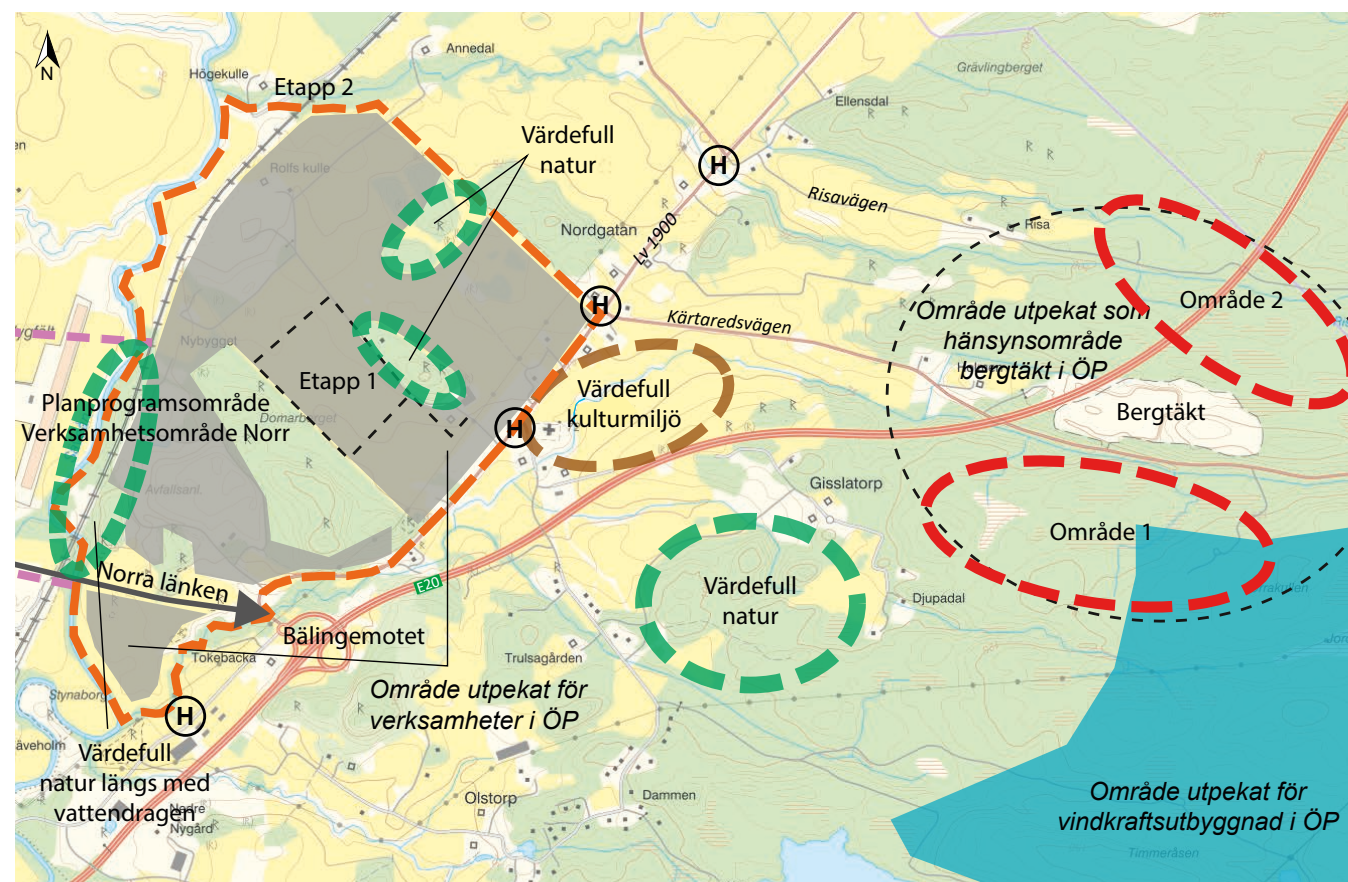 N
Högekulle
Annedal
Etapp 2
Grävlingberget
Ellensdal
Värdefull
natur
H
Rolfs kulle
Risavägen
Nordgatan
Lv 1900
Risa
H
Område 2
Kärtaredsvägen
Område utpekat som
hänsynsområde
bergtäkt i ÖP
Nybygget
Etapp 1
Värdefull
kulturmiljö
Bergtäkt
Planprogramsområde
Verksamhetsområde Norr
Domarberget
H
Avfallsanl.
Gisslatorp
Område 1
Norra länken
E20
Värdefull
natur
Djupadal
Bälingemotet
Tokebacka
Trulsagården
Område utpekat för
verksamheter i ÖP
Stynaborg
H
Värdefull
natur längs med
vattendragen
Nedre
Nygård
Olstorp
Dammen
Område utpekat för
vindkraftsutbyggnad i ÖP
Timmeråsen